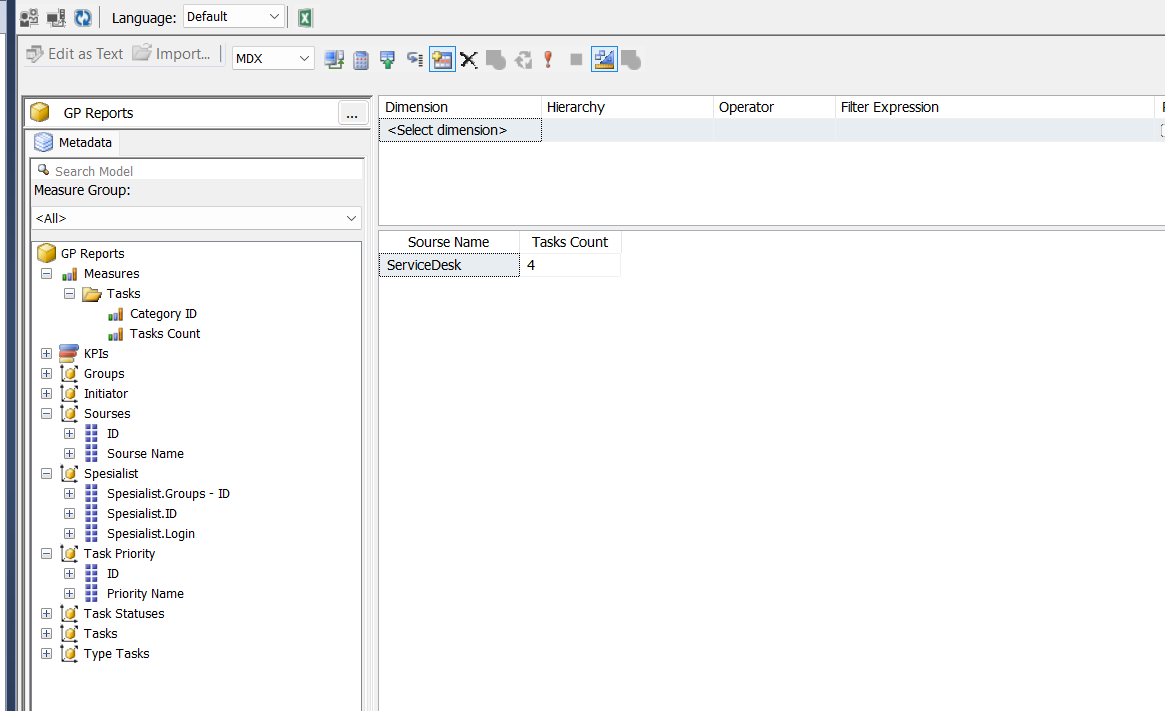 Language: Default
Edit as Text Import... MDX
GP Reports ...
Metadata
Search Model
Measure Group:
<All>
GP Reports
Measures
Tasks
Category ID
Tasks Count
KPIs
Groups
Initiator
Sourses
ID
Sourse Name
Spesialist
Spesialist.Groups - ID
Spesialist.ID
Spesialist.Login
Task Priority
ID
Priority Name
Task Statuses
Tasks
Type Tasks
Dimension Hierarchy Operator Filter Expression
<Select dimension>
Sourse Name Tasks Count
ServiceDesk 4